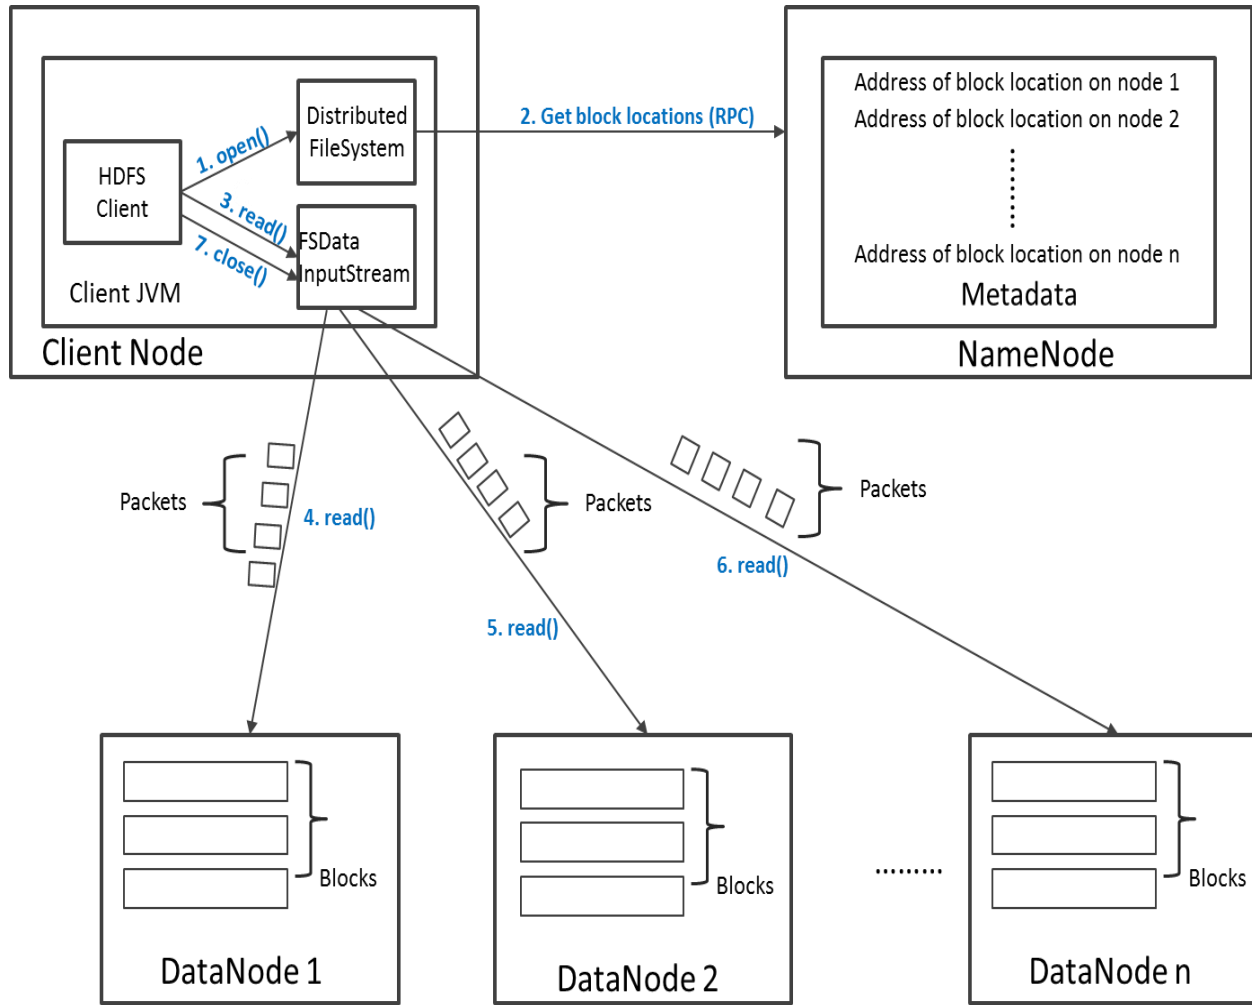 Distributed
FileSystem
HDFS
Client
1. open()
3. read()
7. close()
FSData
InputStream
Client JVM
Client Node
2. Get block locations (RPC)
Address of block location on node 1
Address of block location on node 2
Address of block location on node n
Metadata
NameNode
Packets
4. read()
Packets
5. read()
Packets
6. read()
Blocks
DataNode 1
Blocks
DataNode 2
.........
Blocks
DataNode n